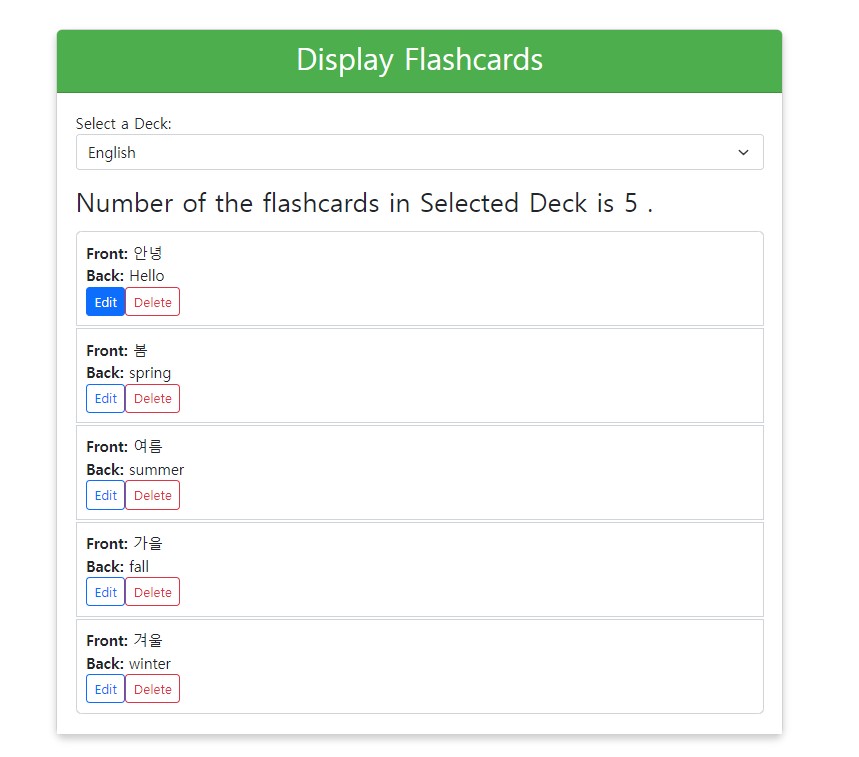 Display Flashcards
Select a Deck:
English
Number of the flashcards in Selected Deck is 5 .
Front: 안녕
Back: Hello
Edit Delete
Front: 봄
Back: spring
Edit Delete
Front: 여름
Back: summer
Edit Delete
Front: 가을
Back: fall
Edit Delete
Front: 겨울
Back: winter
Edit Delete